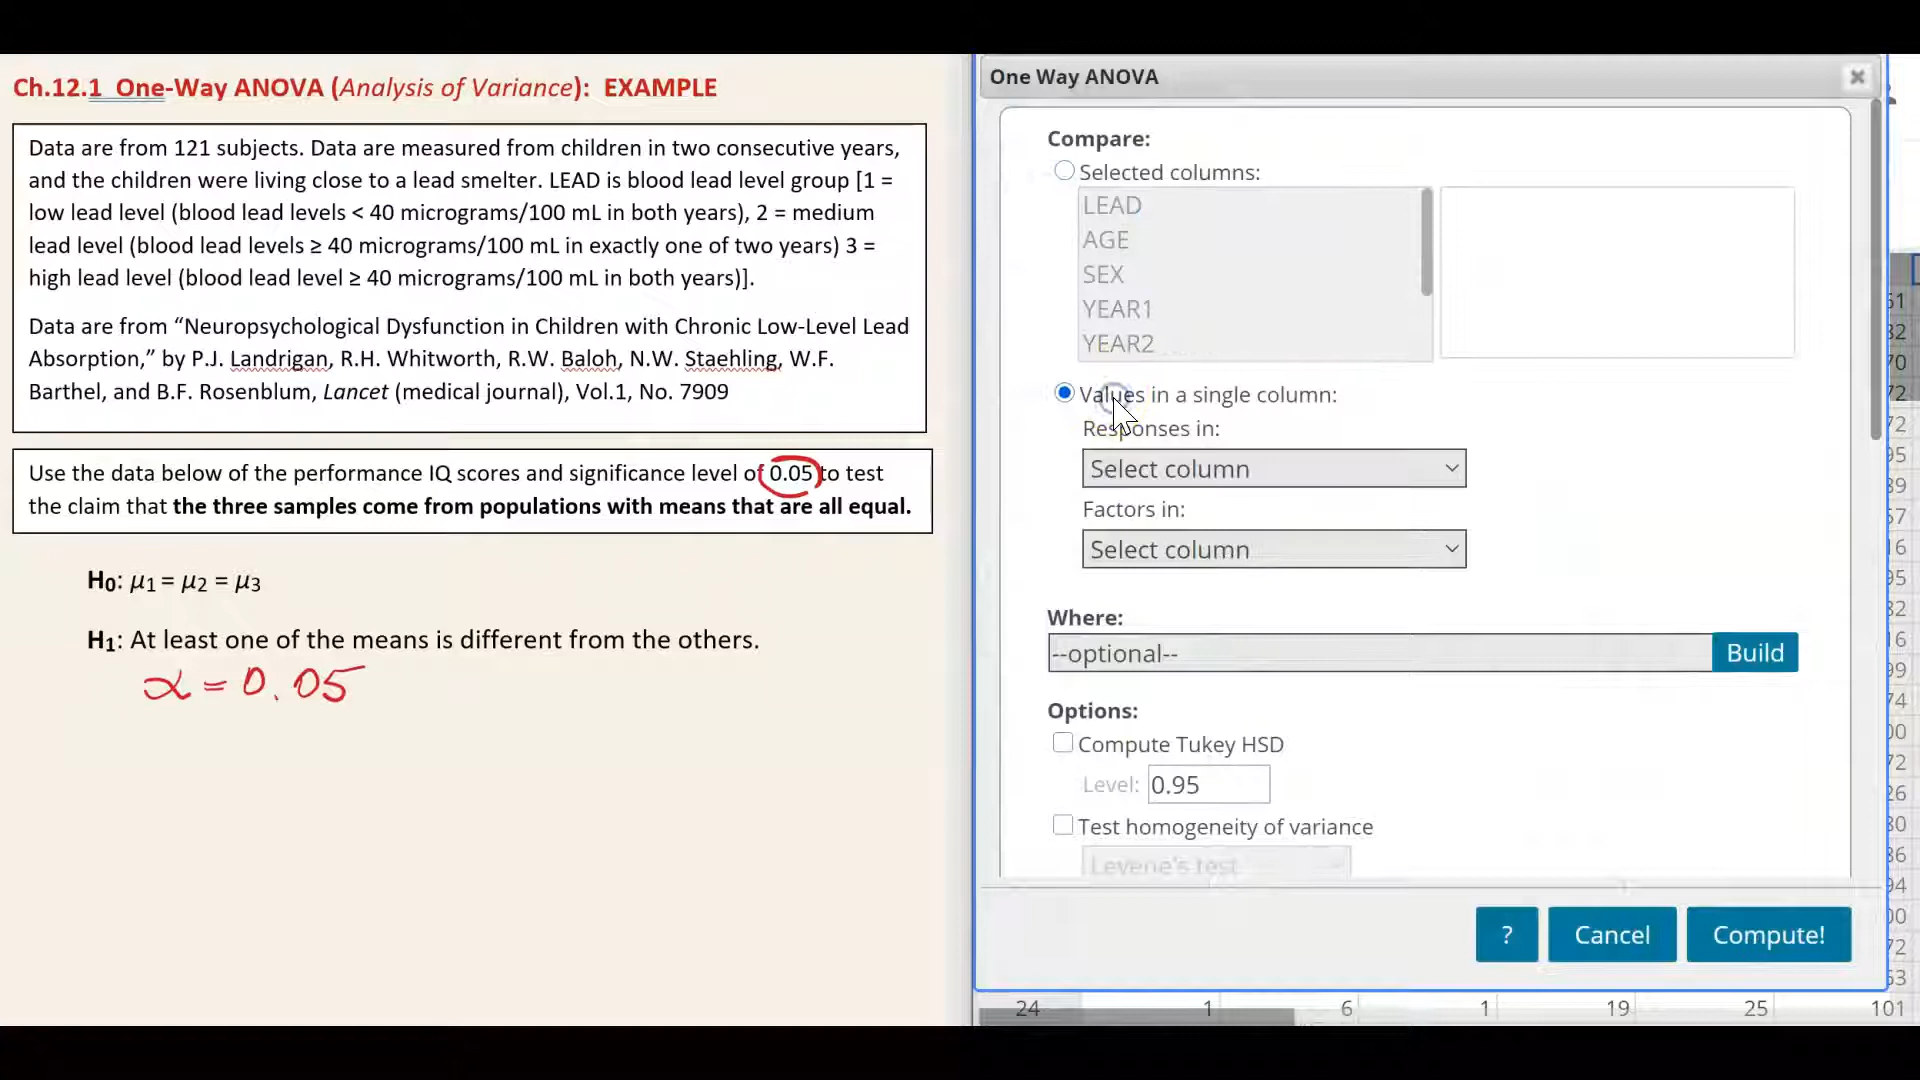 Ch.12.1 One-Way ANOVA (Analysis of Variance): EXAMPLE
Data are from 121 subjects. Data are measured from children in two consecutive years,
and the children were living close to a lead smelter. LEAD is blood lead level group [1 =
low lead level (blood lead levels < 40 micrograms/100 mL in both years), 2 = medium
lead level (blood lead levels ≥ 40 micrograms/100 mL in exactly one of two years) 3 =
high lead level (blood lead level ≥ 40 micrograms/100 mL in both years)].
Data are from “Neuropsychological Dysfunction in Children with Chronic Low-Level Lead
Absorption,” by P.J. Landrigan, R.H. Whitworth, R.W. Baloh, N.W. Staehling, W.F.
Barthel, and B.F. Rosenblum, Lancet (medical journal), Vol.1, No. 7909
Use the data below of the performance IQ scores and significance level of 0.05 to test
the claim that the three samples come from populations with means that are all equal.
H0: μ1 = μ2 = μ3
H1: At least one of the means is different from the others.
α = 0.05
One Way ANOVA
Compare:
Selected columns:
LEAD
AGE
SEX
YEAR1
YEAR2
Values in a single column:
Responses in:
Select column
Factors in:
Select column
Where:
--optional--
Build
Options:
Compute Tukey HSD
Level: 0.95
Test homogeneity of variance
Levene's test
? Cancel Compute!
24 1 6 1 19 25 101